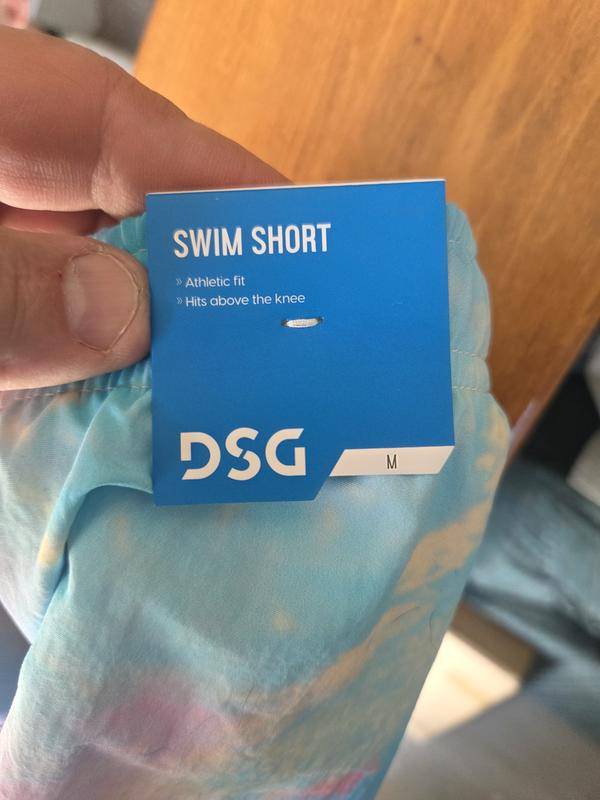 SWIM SHORT
» Athletic fit
» Hits above the knee
DSG
M